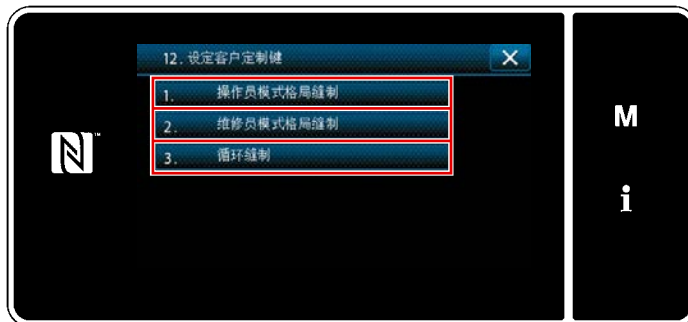 12. 设定客户定制键
1. 操作员模式格局缝制
2. 维修员模式格局缝制
3. 循环缝制
M
i